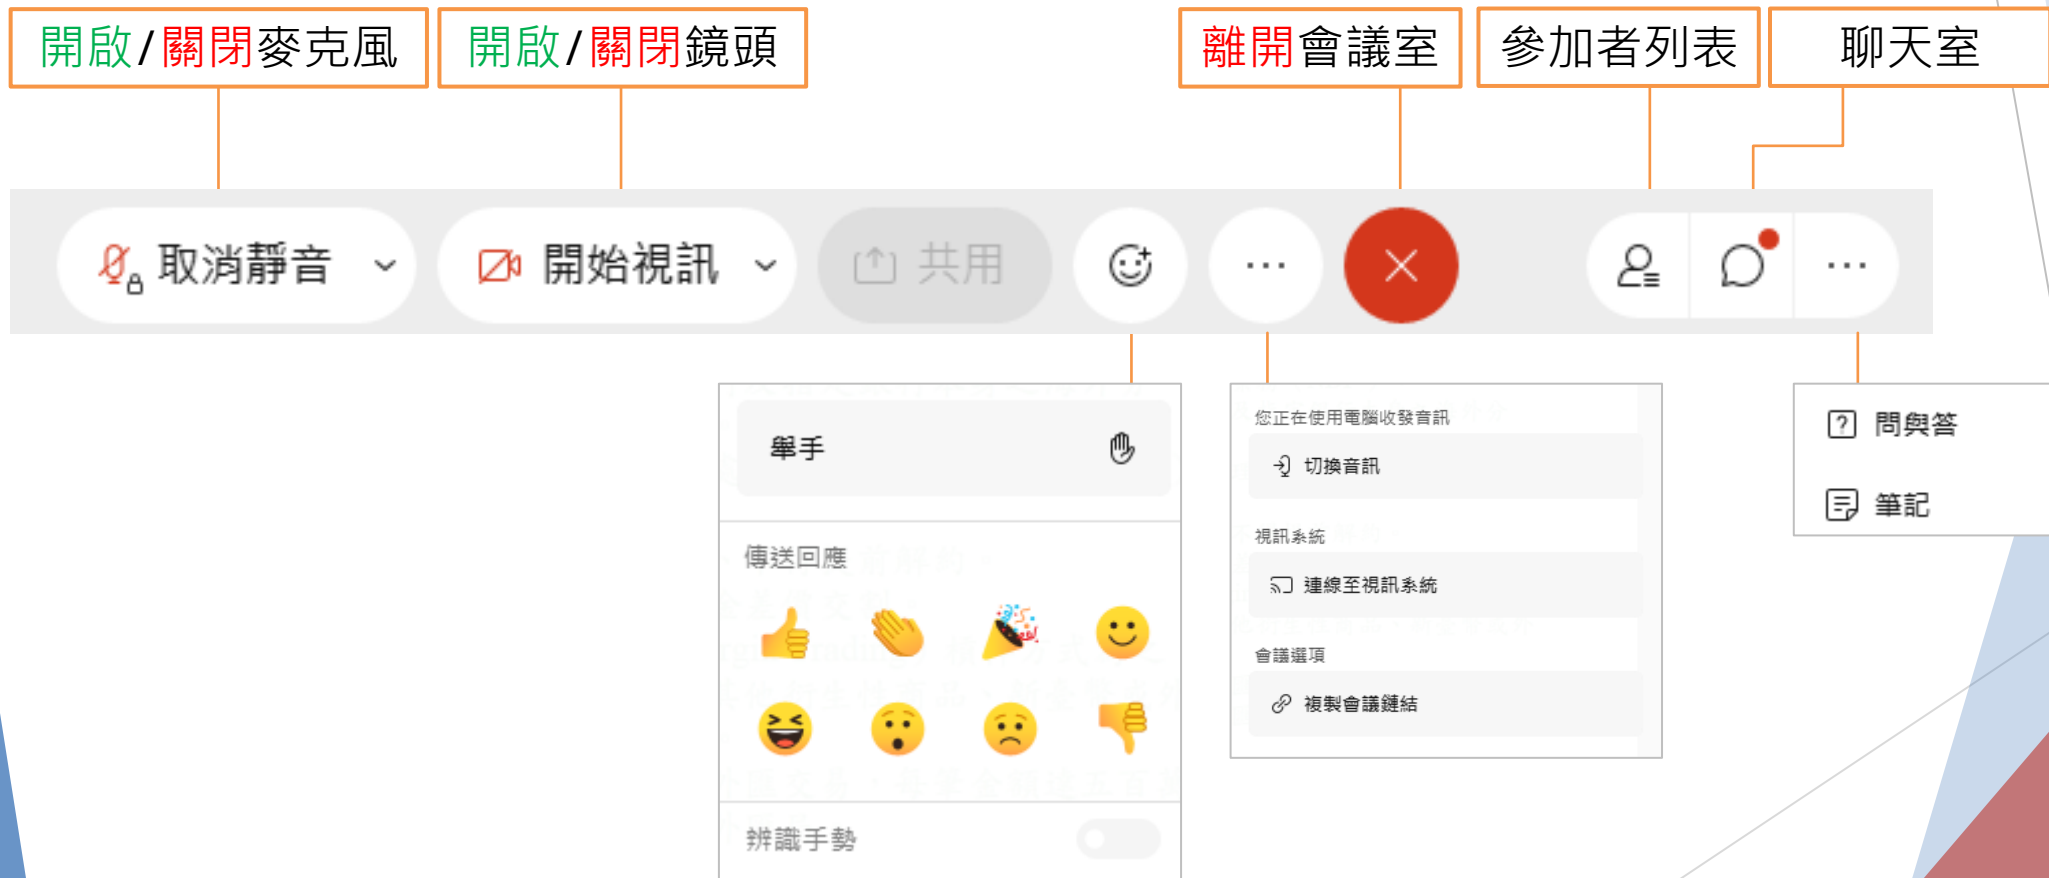 開啟/關閉麥克風
開啟/關閉鏡頭
離開會議室
參加者列表
聊天室
取消靜音
開始視訊
共用
舉手
傳送回應
辨識手勢
您正在使用電腦收發音訊
切換音訊
視訊系統
連線至視訊系統
會議選項
複製會議鏈結
問與答
筆記